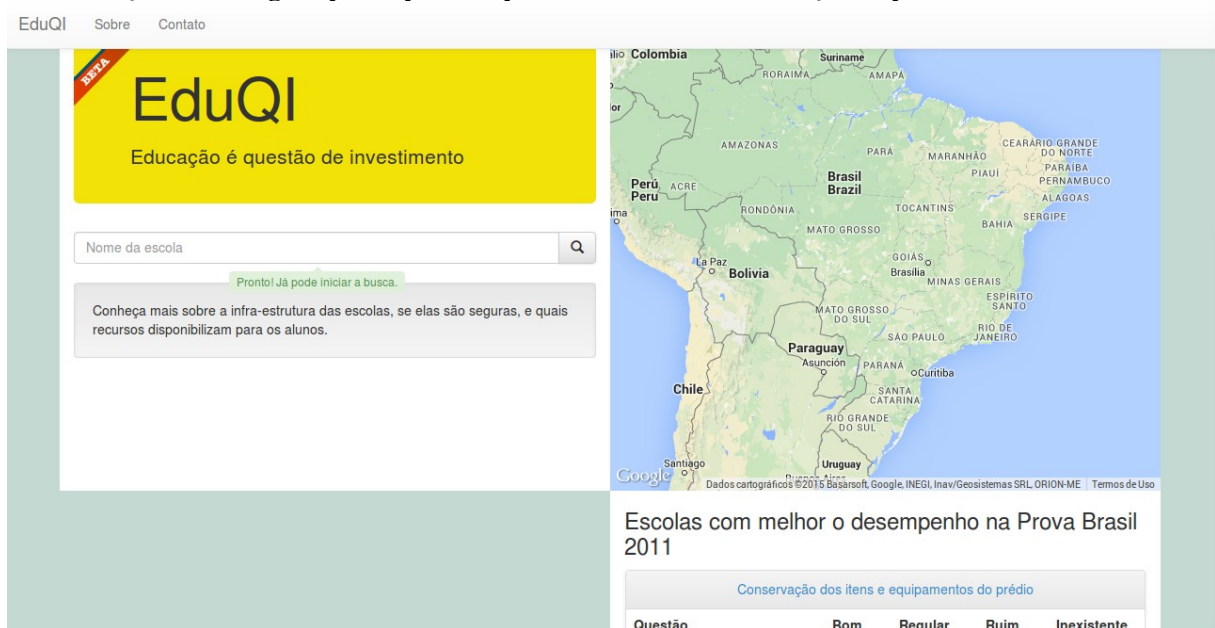 EduQI Sobre Contato
BETA
EduQI
Educação é questão de investimento
Nome da escola
Pronto! Já pode iniciar a busca.
Conheça mais sobre a infra-estrutura das escolas, se elas são seguras, e quais
recursos disponibilizam para os alunos.
Colombia
Suriname
RORAIMA
AMAPÁ
AMAZONAS
PARÁ
MARANHÃO
CEARÁ
RIO GRANDE
DO NORTE
PARAÍBA
PERNAMBUCO
PIAUÍ
ALAGOAS
SERGIPE
Perú
Peru
ACRE
Brasil
Brazil
RONDÔNIA
TOCANTINS
BAHIA
MATO GROSSO
La Paz
Bolivia
GOIÁS
Brasília
MINAS GERAIS
ESPÍRITO
SANTO
MATO GROSSO
DO SUL
RIO DE
JANEIRO
SÃO PAULO
Paraguay
Asunción
PARANÁ
Curitiba
Chile
SANTA
CATARINA
RIO GRANDE
DO SUL
Santiago
Uruguay
Buenos Aires
Google
Dados cartográficos ©2015 Basarsoft, Google, INEGI, Inav/Geosistemas SRL, ORION-ME Termos de Uso
Escolas com melhor o desempenho na Prova Brasil
2011
Conservação dos itens e equipamentos do prédio
Questão Bom Regular Ruim Inexistente